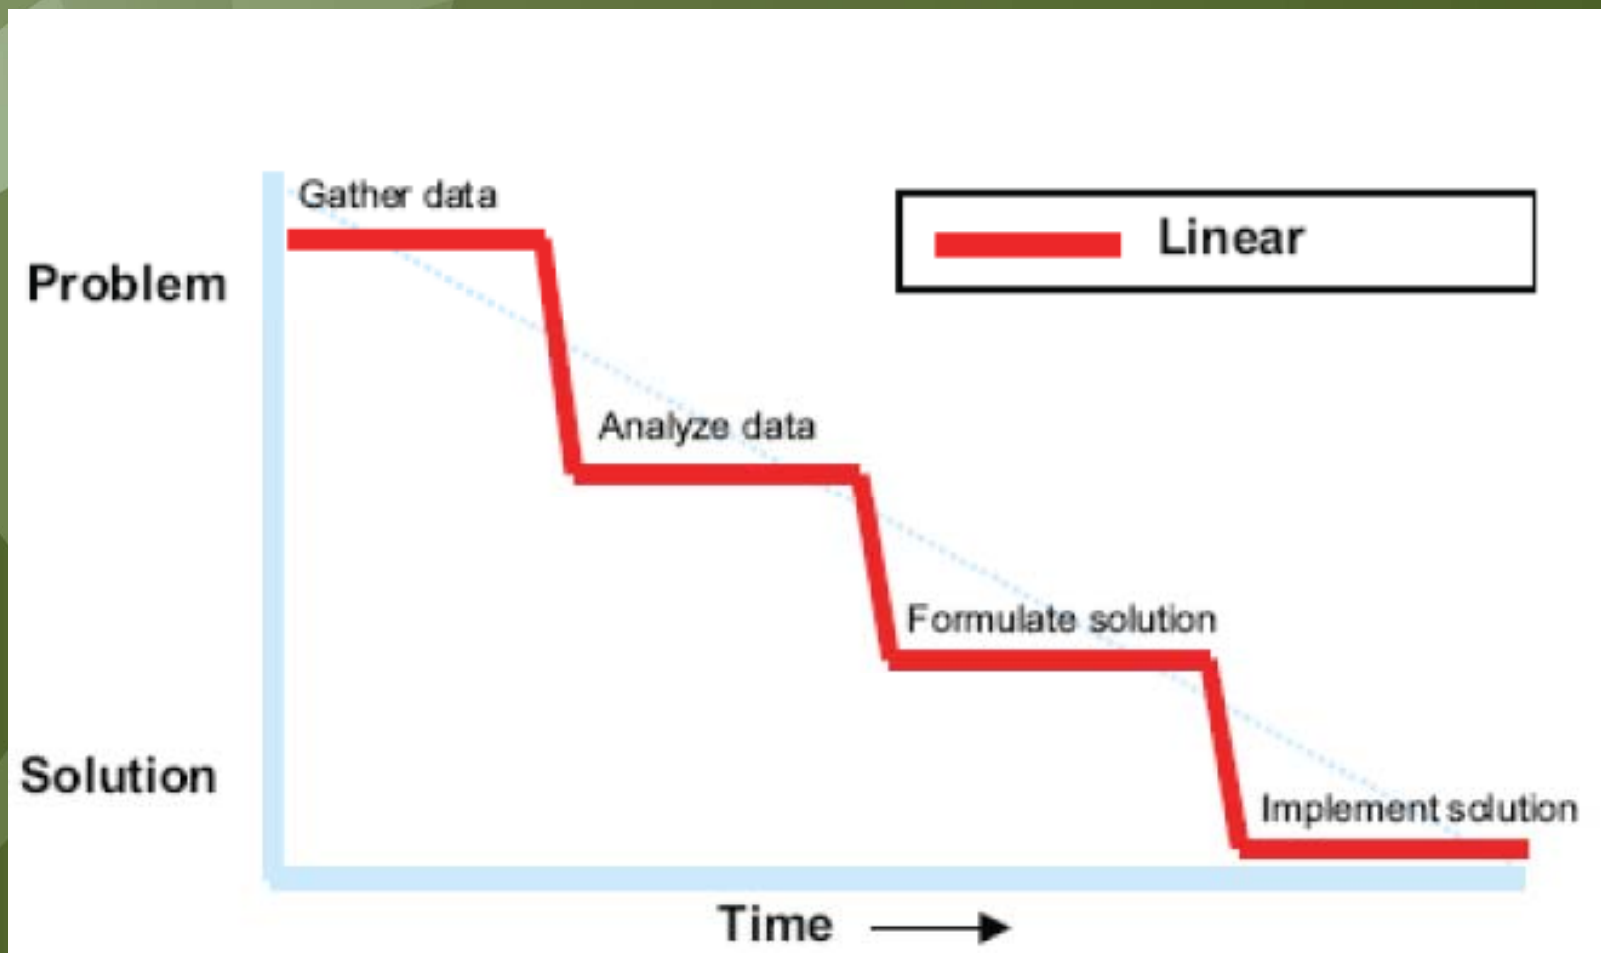 Gather data
Linear
Problem
Analyze data
Formulate solution
Solution
Implement solution
Time